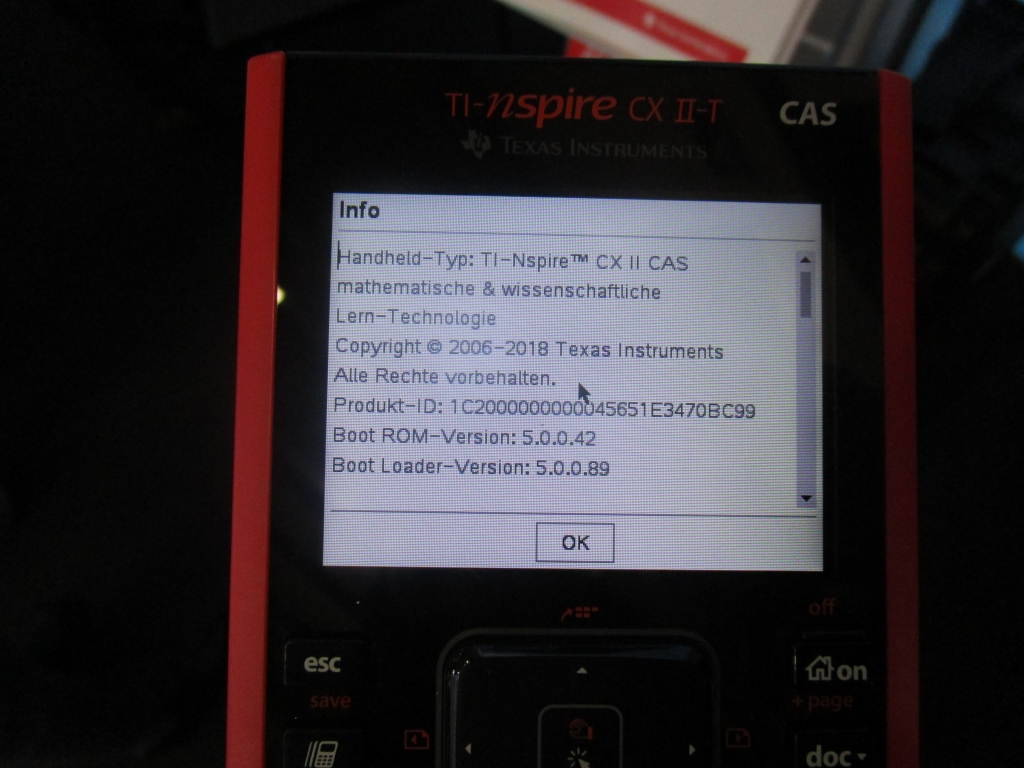 TI-nspire CX II-T CAS
TEXAS INSTRUMENTS
Info
Handheld-Typ: TI-Nspire™ CX II CAS
mathematische & wissenschaftliche
Lern-Technologie
Copyright © 2006-2018 Texas Instruments
Alle Rechte vorbehalten.
Produkt-ID: 1C2000000000045651E3470BC99
Boot ROM-Version: 5.0.0.42
Boot Loader-Version: 5.0.0.89
OK
off
esc
on
save
+ page
doc